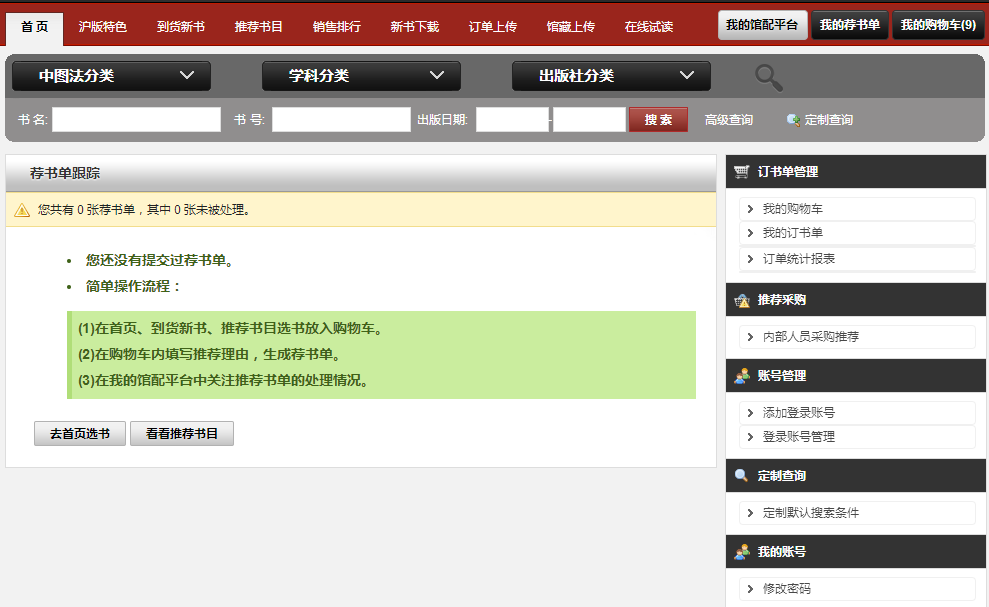 首 页 沪版特色 到货新书 推荐书目 销售排行 新书下载 订单上传 馆藏上传 在线试读 我的馆配平台 我的荐书单 我的购物车(9)
中图法分类 学科分类 出版社分类
书 名: 书 号: 出版日期: - 搜 索 高级查询 定制查询
荐书单跟踪
您共有 0 张荐书单，其中 0 张未被处理。
• 您还没有提交过荐书单。
• 简单操作流程：
(1)在首页、到货新书、推荐书目选书放入购物车。
(2)在购物车内填写推荐理由，生成荐书单。
(3)在我的馆配平台中关注推荐书单的处理情况。
去首页选书 看看推荐书目
订书单管理
我的购物车
我的订书单
订单统计报表
推荐采购
内部人员采购推荐
账号管理
添加登录账号
登录账号管理
定制查询
定制默认搜索条件
我的账号
修改密码